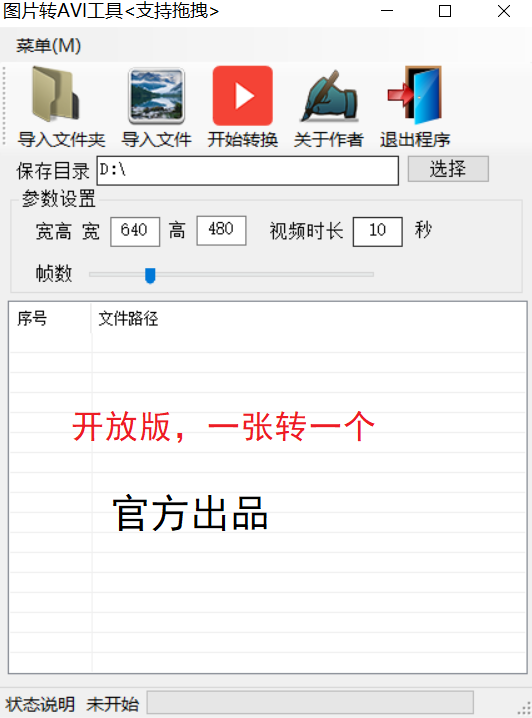 图片转AVI工具<支持拖拽>
菜单(M)
导入文件夹 导入文件 开始转换 关于作者 退出程序
保存目录 D:\ 选择
参数设置
宽高 宽 640 高 480 视频时长 10 秒
帧数
序号 文件路径
开放版，一张转一个
官方出品
状态说明 未开始